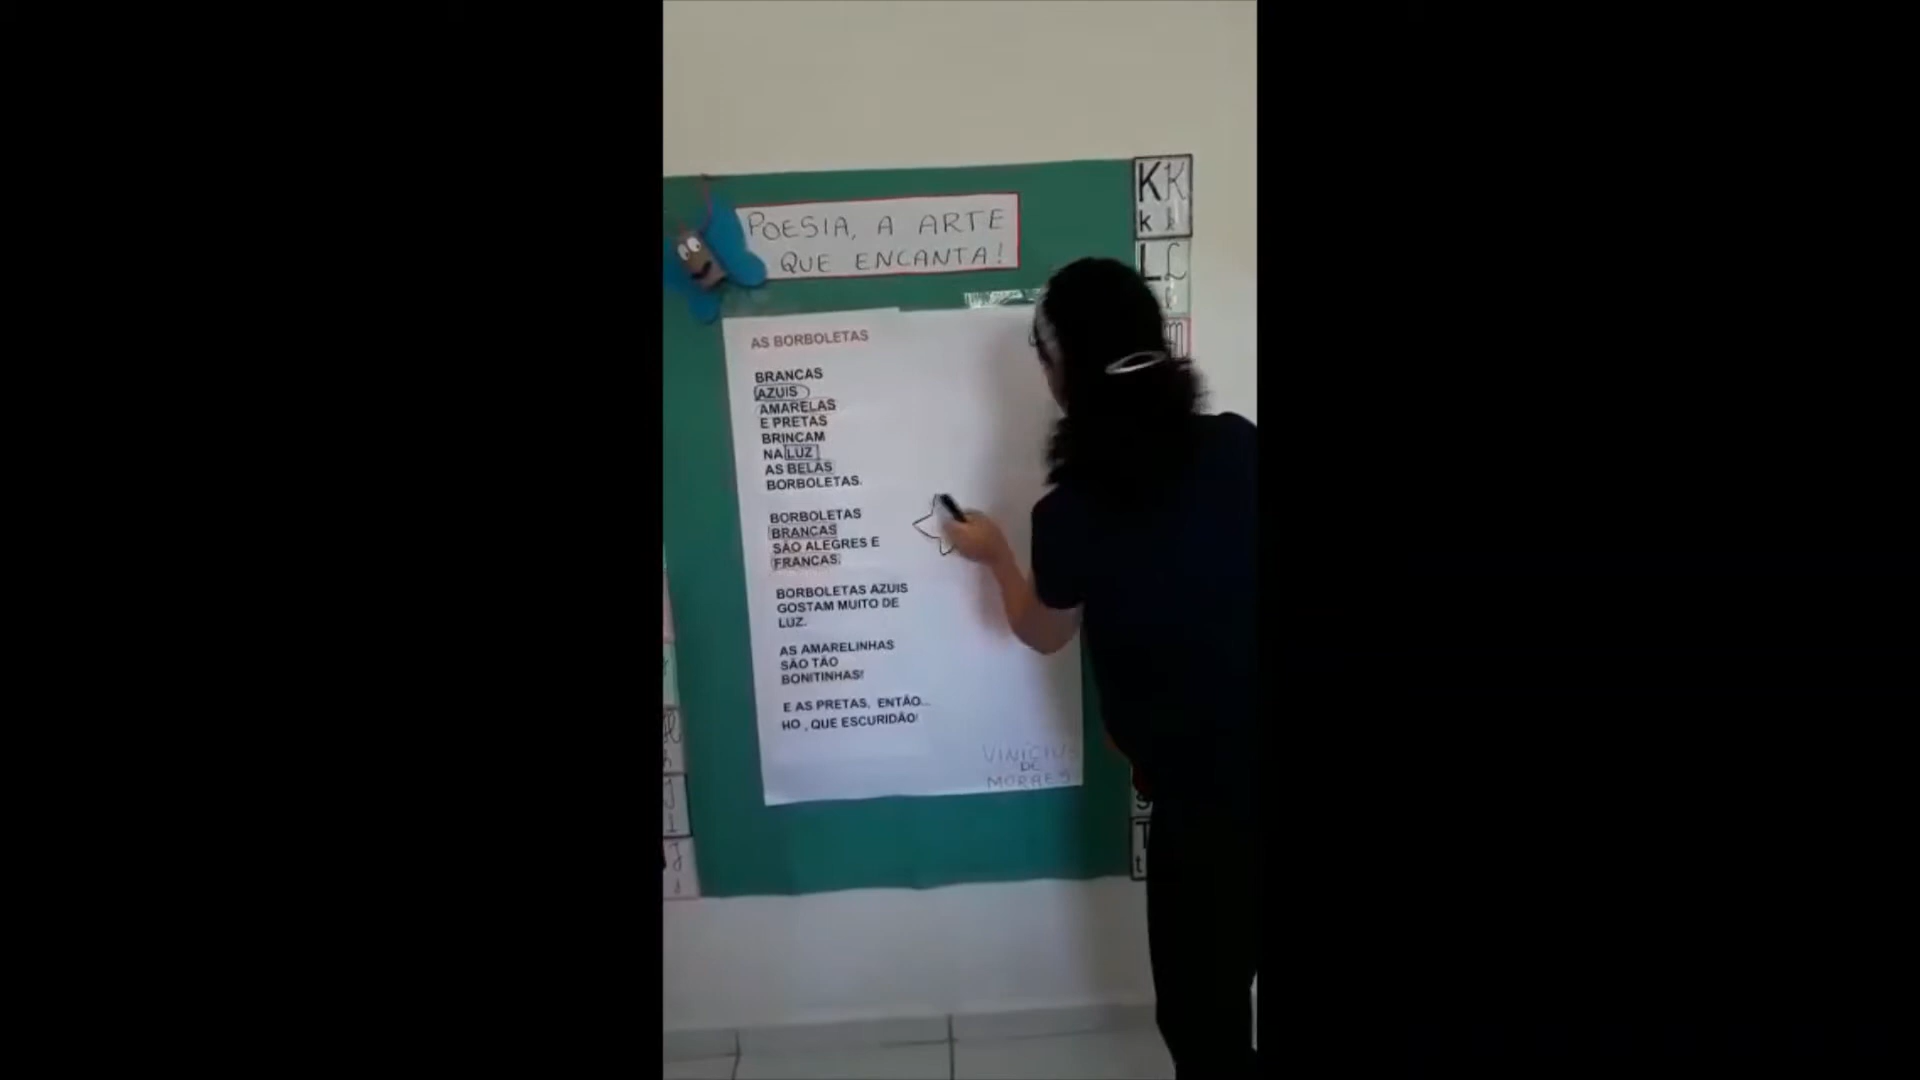 POESIA, A ARTE
QUE ENCANTA!
AS BORBOLETAS
BRANCAS
AZUIS
AMARELAS
E PRETAS
BRINCAM
NA LUZ
AS BELAS
BORBOLETAS.
BORBOLETAS
BRANCAS
SÃO ALEGRES E
FRANCAS.
BORBOLETAS AZUIS
GOSTAM MUITO DE
LUZ.
AS AMARELINHAS
SÃO TÃO
BONITINHAS!
E AS PRETAS, ENTÃO...
HO , QUE ESCURIDÃO!
VINÍCIUS
DE
MORAES
K K
k k
L L
l
T
t